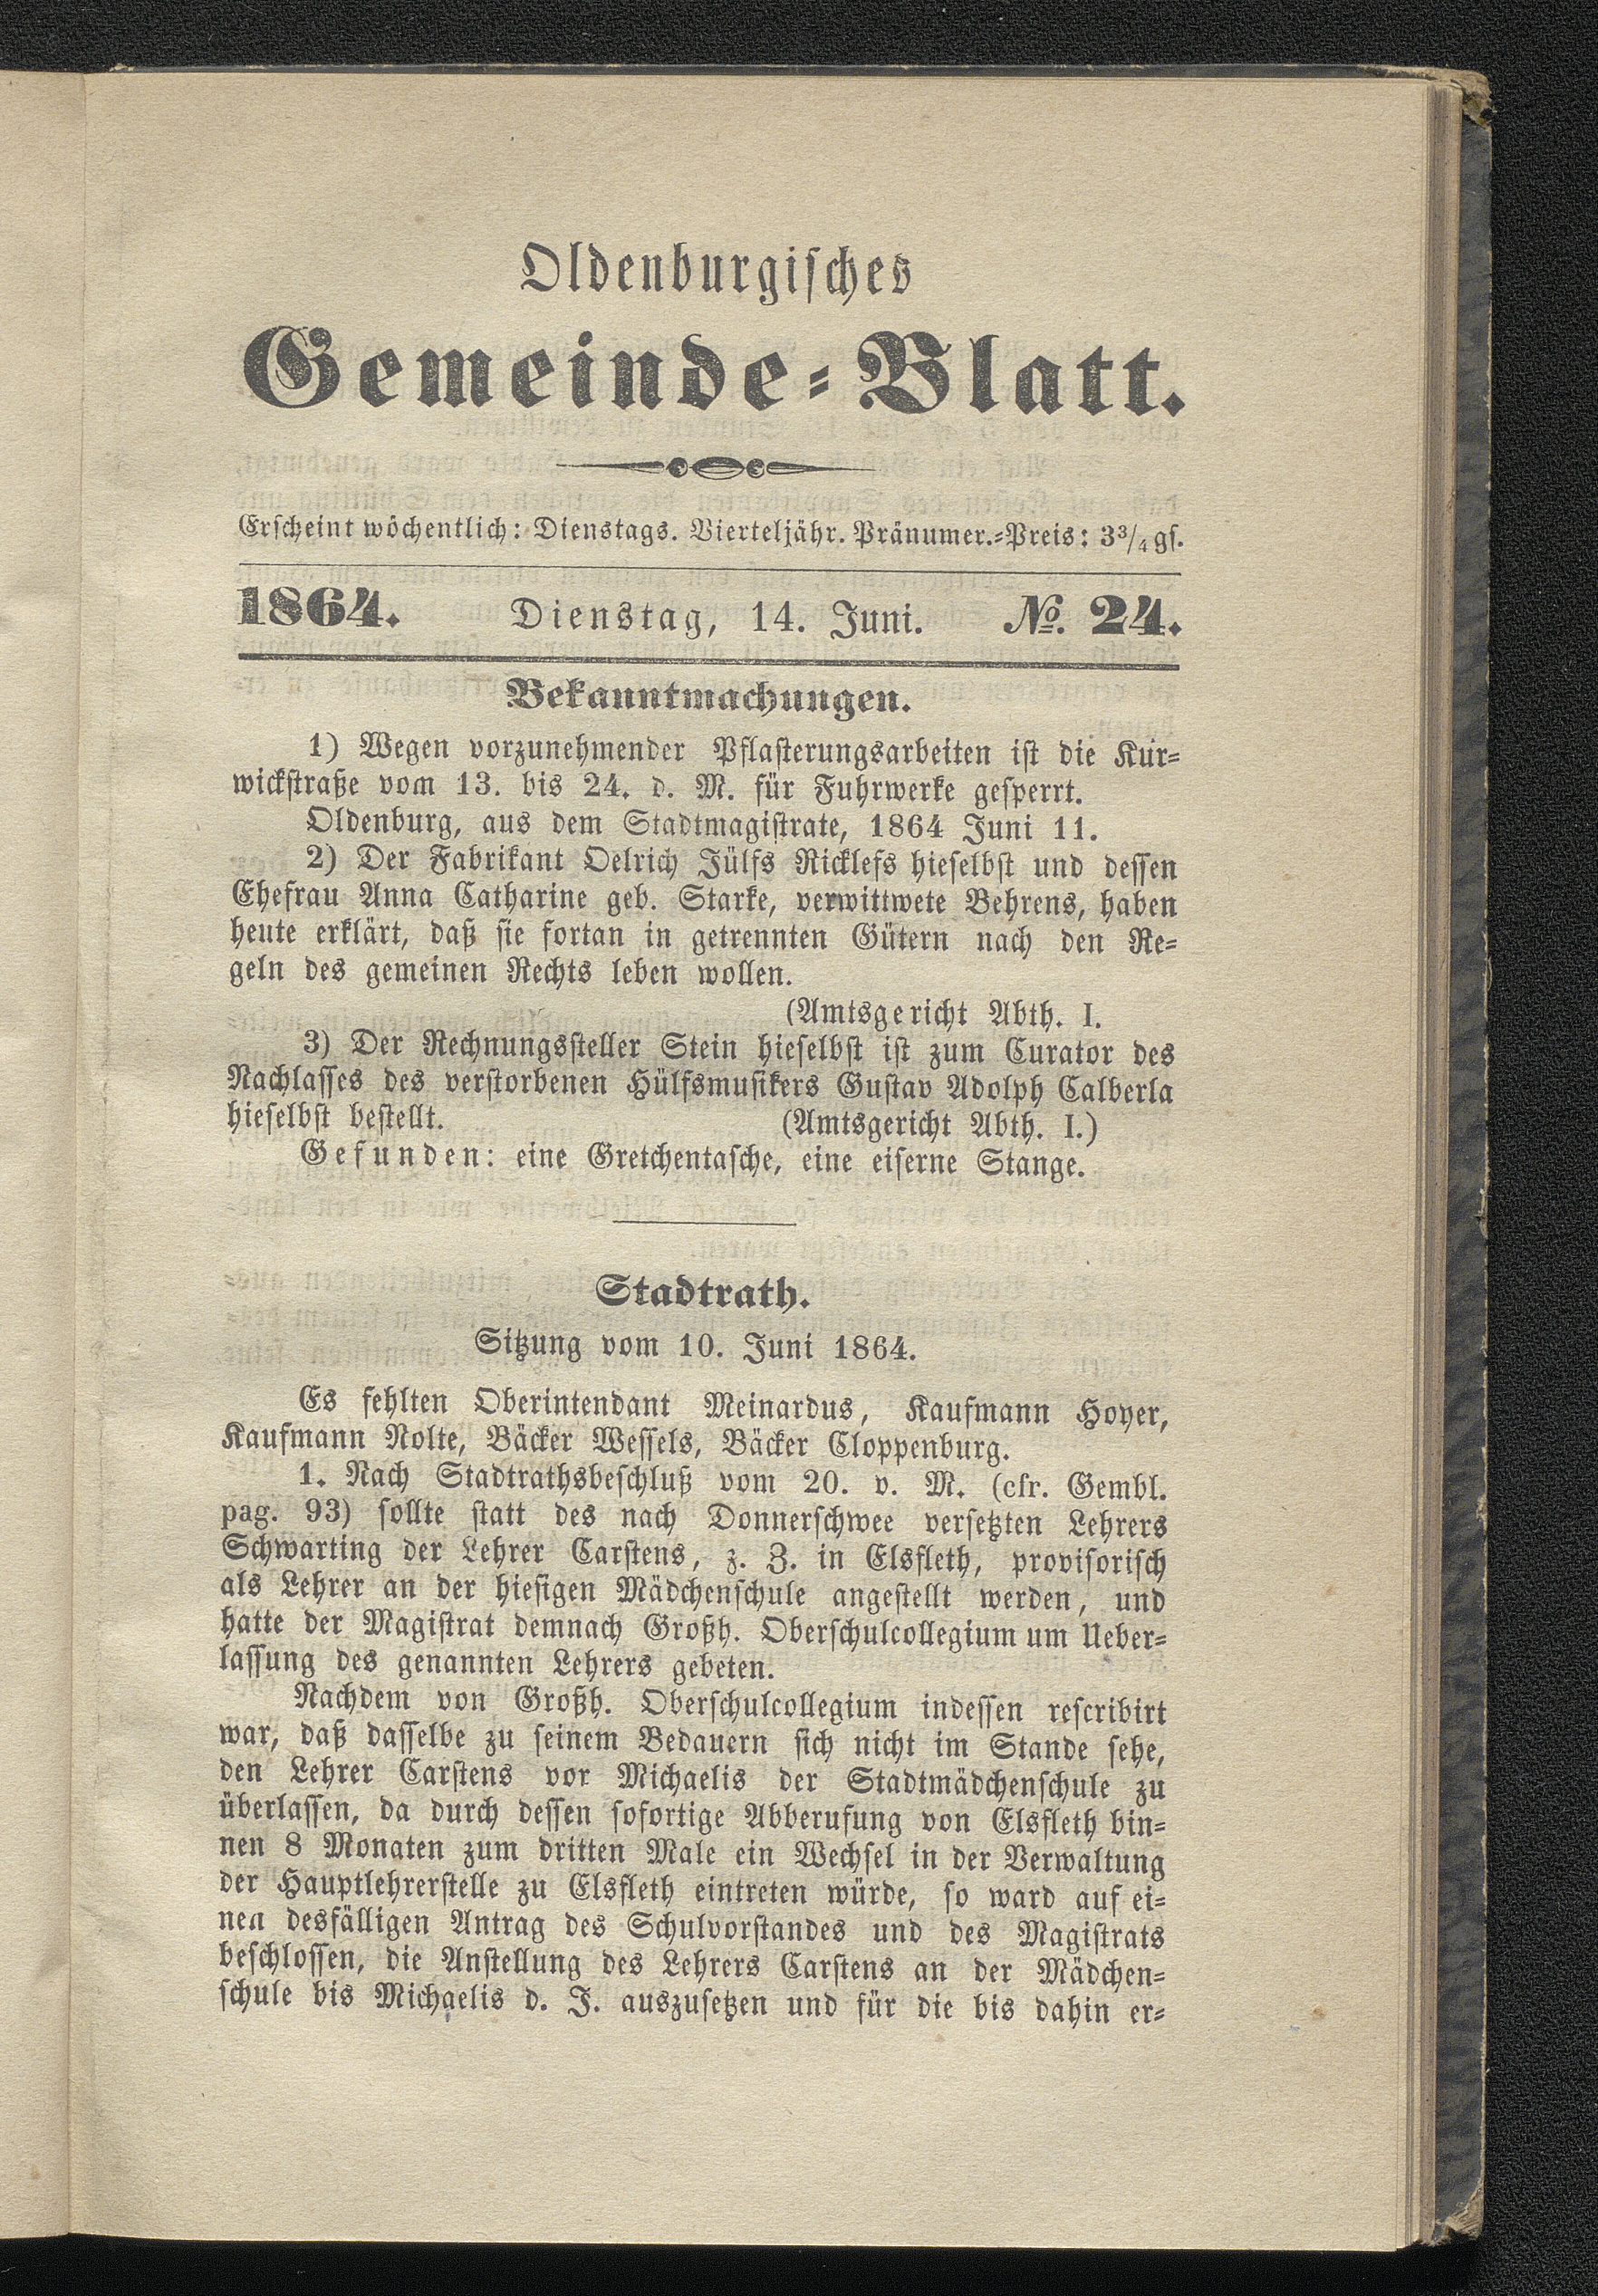 Oldenburgisches
Gemeinde-Blatt.
Erscheint wöchentlich: Dienstags. Vierteljähr. Pränumer.-Preis: 3³/₄ gs.
1864. Dienstag, 14. Juni. No. 24.
Bekanntmachungen.
1) Wegen vorzunehmender Pflasterungsarbeiten ist die Kur-
wickstraße vom 13. bis 24. d. M. für Fuhrwerke gesperrt.
Oldenburg, aus dem Stadtmagistrate, 1864 Juni 11.
2) Der Fabrikant Oelrich Jülfs Ricklefs hieselbst und dessen
Ehefrau Anna Catharine geb. Starke, verwittwete Behrens, haben
heute erklärt, daß sie fortan in getrennten Gütern nach den Re-
geln des gemeinen Rechts leben wollen.
(Amtsgericht Abth. I.
3) Der Rechnungssteller Stein hieselbst ist zum Curator des
Nachlasses des verstorbenen Hülfsmusikers Gustav Adolph Calberla
hieselbst bestellt. (Amtsgericht Abth. I.)
Gefunden: eine Gretchentasche, eine eiserne Stange.
Stadtrath.
Sitzung vom 10. Juni 1864.
Es fehlten Oberintendant Meinardus, Kaufmann Hoyer,
Kaufmann Nolte, Bäcker Wessels, Bäcker Cloppenburg.
1. Nach Stadtrathsbeschluß vom 20. v. M. (cfr. Gembl.
pag. 93) sollte statt des nach Donnerschwee versetzten Lehrers
Schwarting der Lehrer Carstens, z. Z. in Elsfleth, provisorisch
als Lehrer an der hiesigen Mädchenschule angestellt werden, und
hatte der Magistrat demnach Großh. Oberschulcollegium um Ueber-
lassung des genannten Lehrers gebeten.
Nachdem von Großh. Oberschulcollegium indessen rescribirt
war, daß dasselbe zu seinem Bedauern sich nicht im Stande sehe,
den Lehrer Carstens vor Michaelis der Stadtmädchenschule zu
überlassen, da durch dessen sofortige Abberufung von Elsfleth bin-
nen 8 Monaten zum dritten Male ein Wechsel in der Verwaltung
der Hauptlehrerstelle zu Elsfleth eintreten würde, so ward auf ei-
nen desfälligen Antrag des Schulvorstandes und des Magistrats
beschlossen, die Anstellung des Lehrers Carstens an der Mädchen-
schule bis Michaelis d. J. auszusetzen und für die bis dahin er-